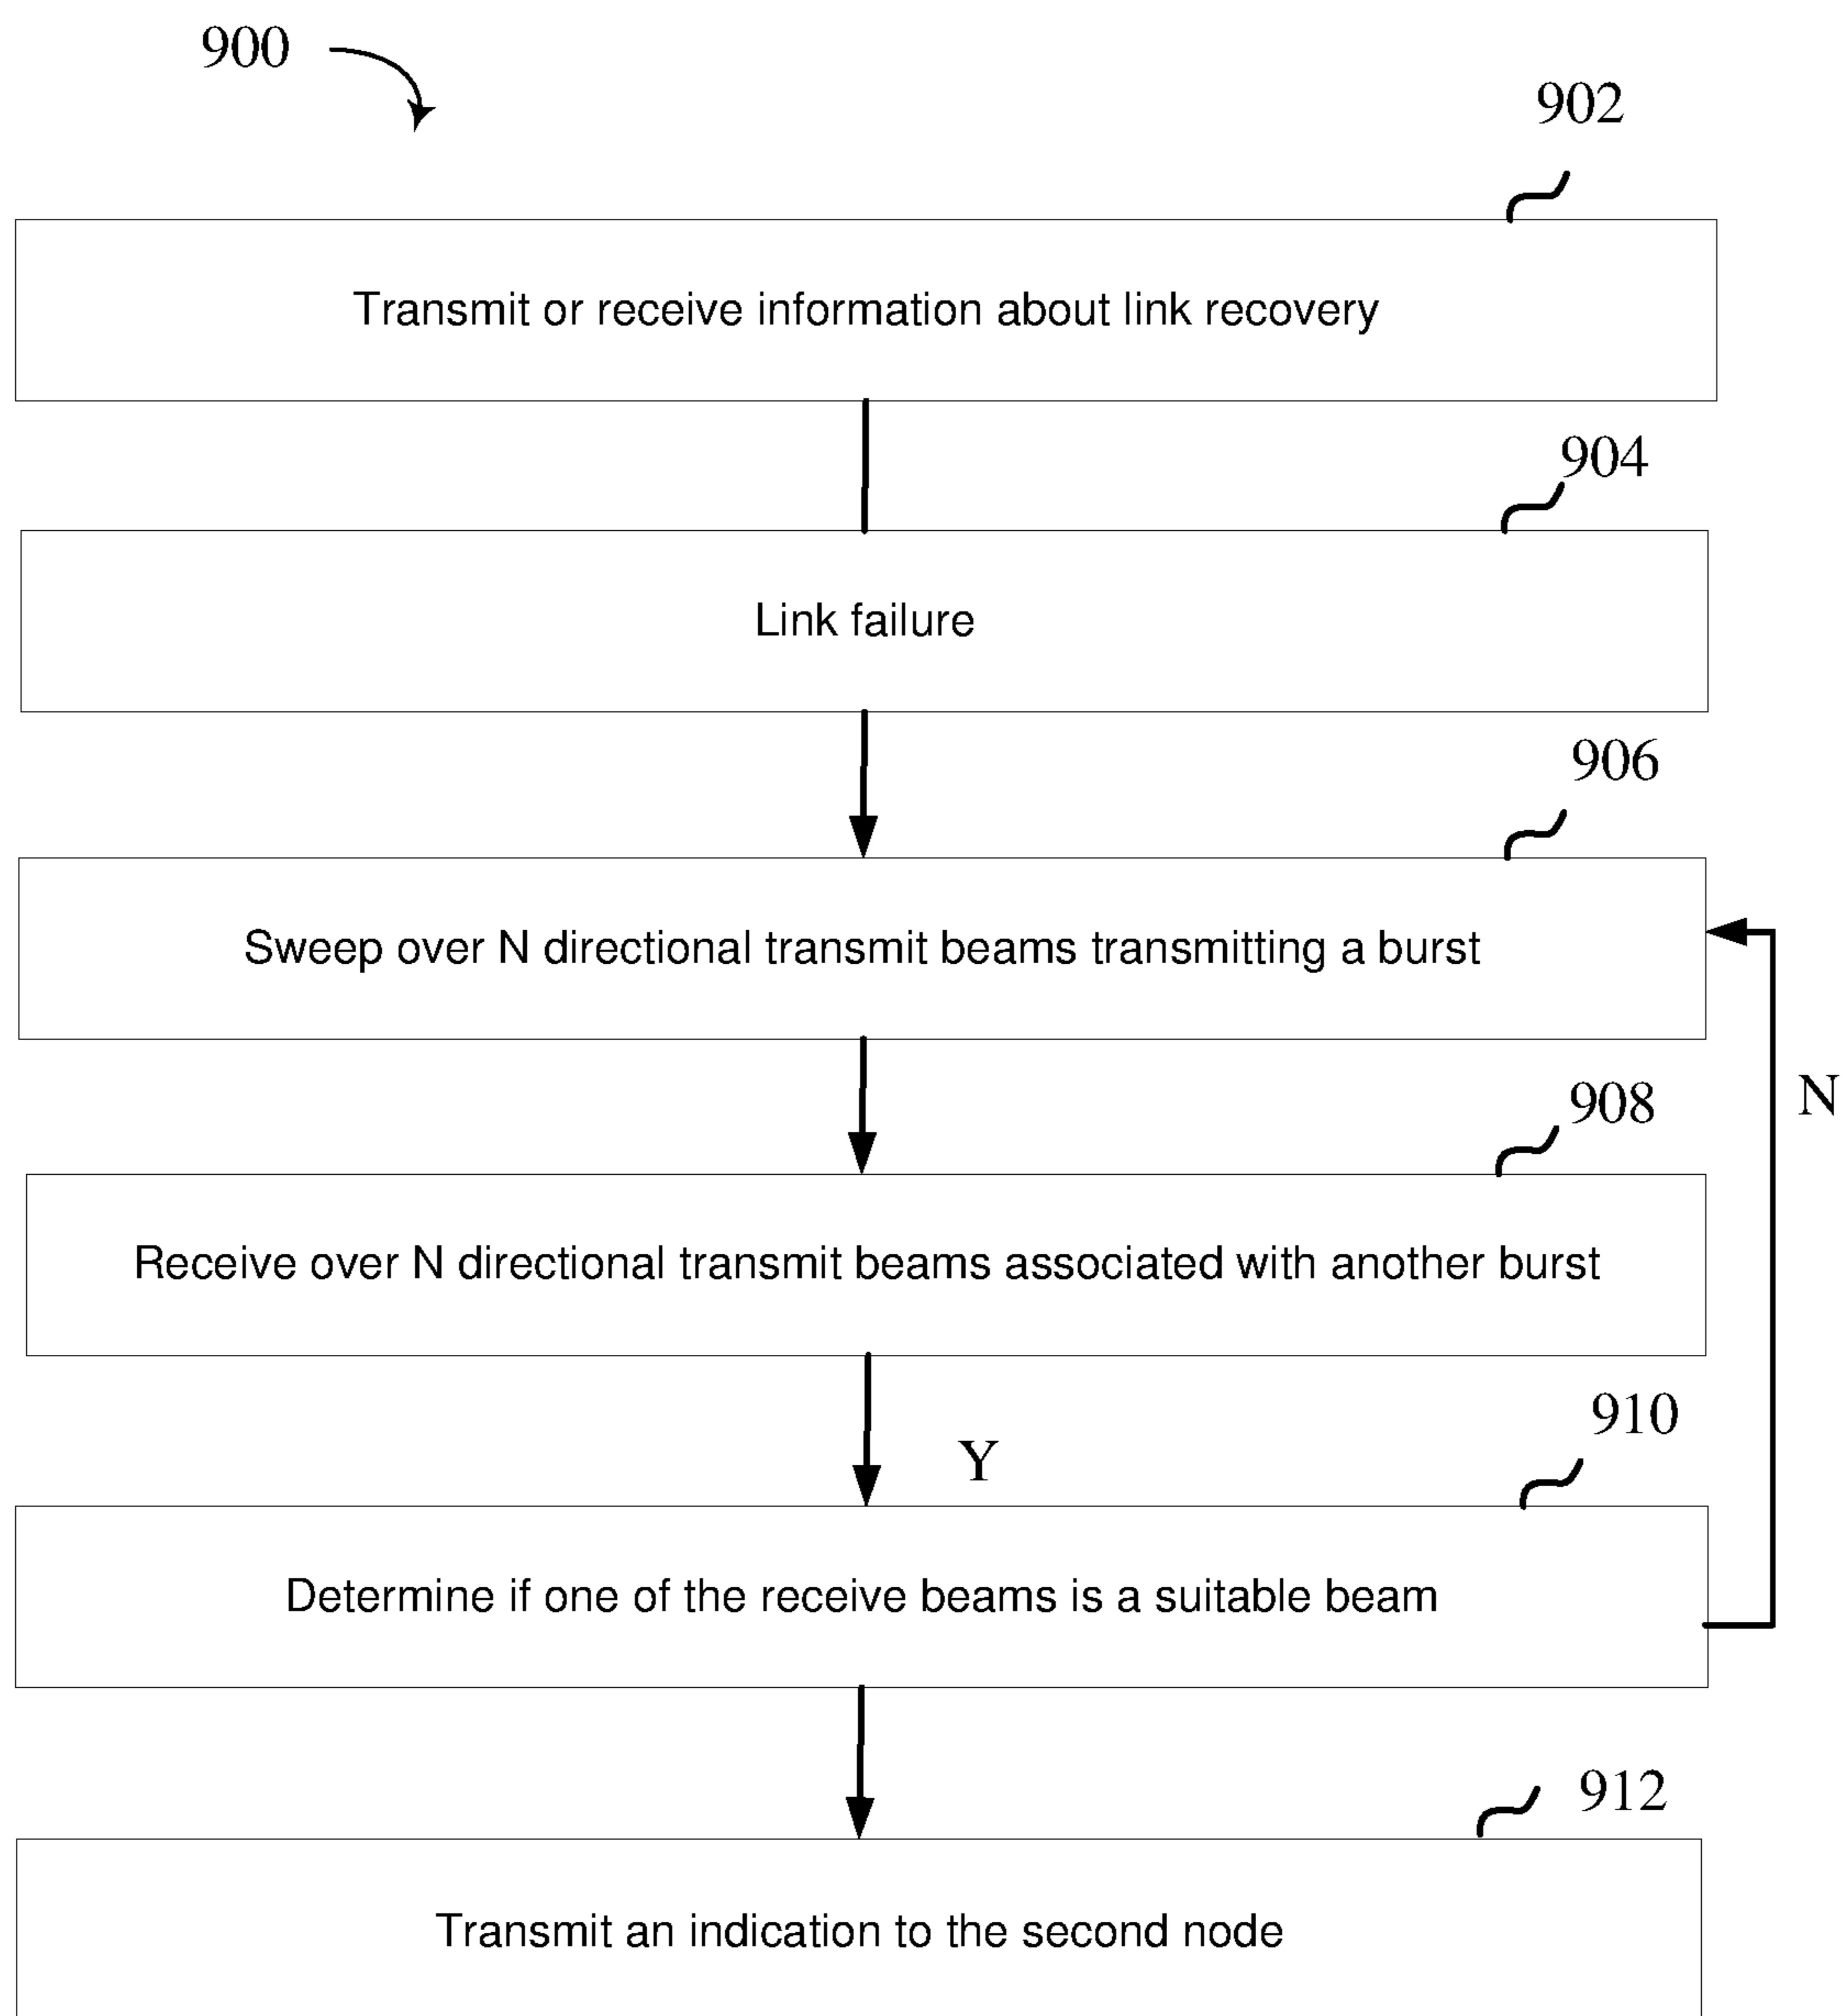 900
902
Transmit or receive information about link recovery
904
Link failure
906
Sweep over N directional transmit beams transmitting a burst
N
908
Receive over N directional transmit beams associated with another burst
Y
910
Determine if one of the receive beams is a suitable beam
912
Transmit an indication to the second node